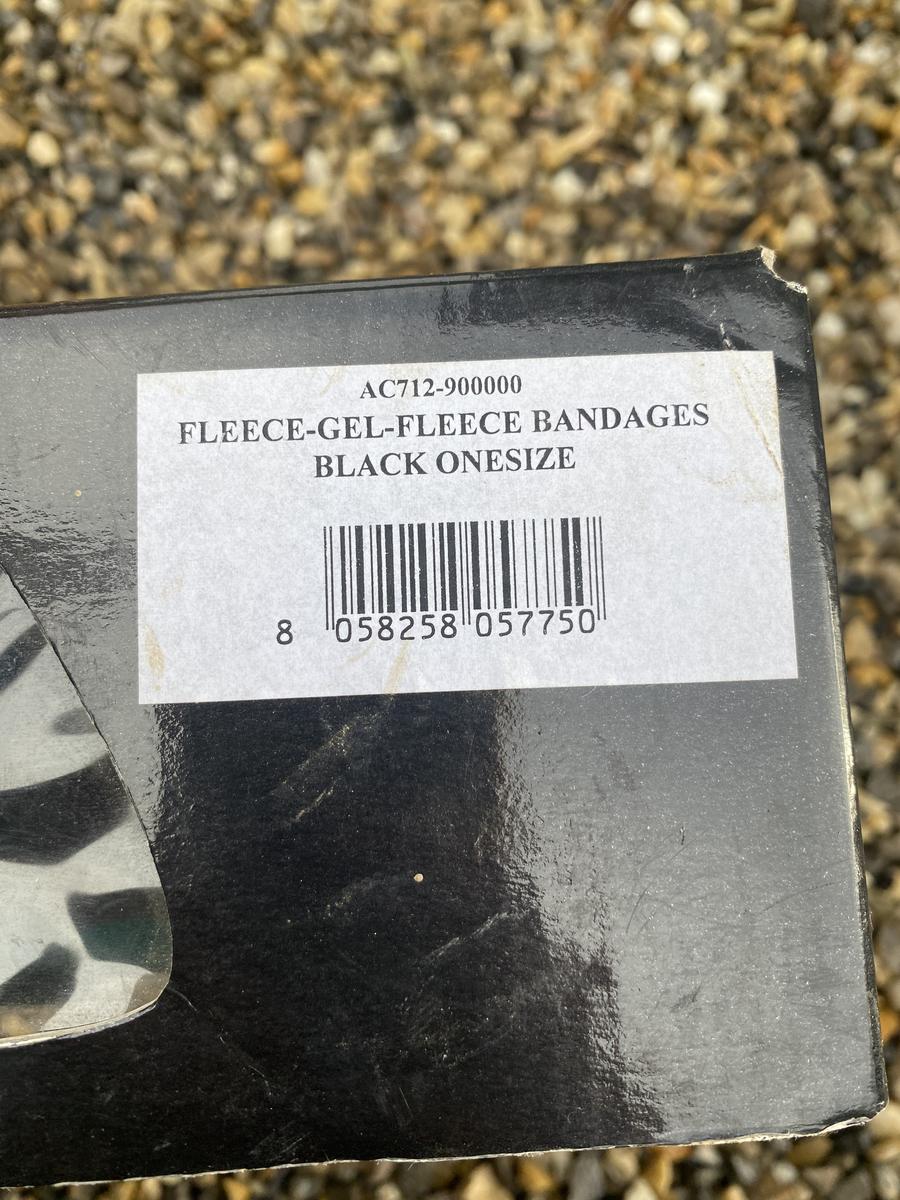 AC712-900000
FLEECE-GEL-FLEECE BANDAGES
BLACK ONESIZE
8 058258 057750